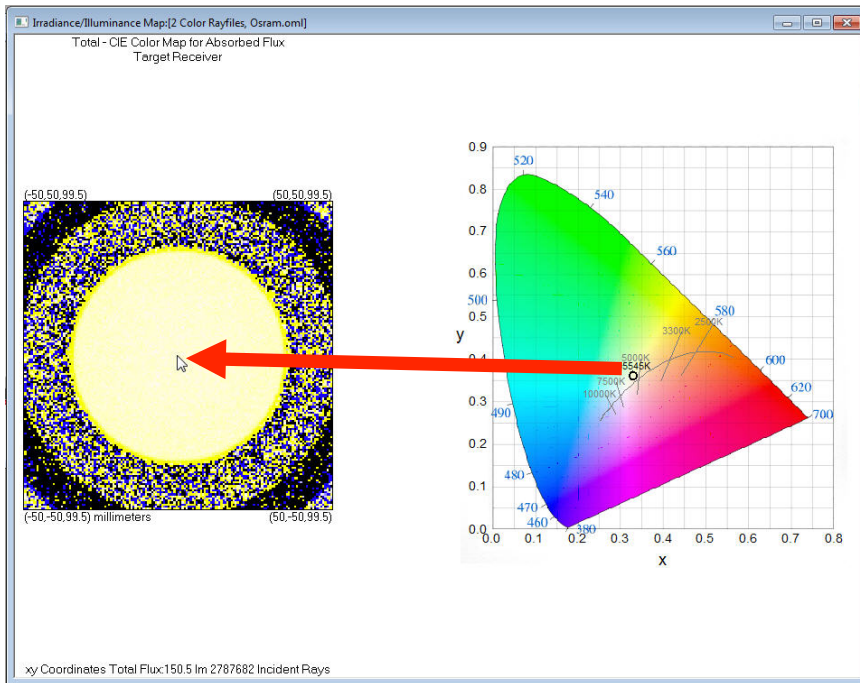 Irradiance/Illuminance Map:[2 Color Rayfiles, Osram.oml]
Total - CIE Color Map for Absorbed Flux
Target Receiver
(-50,50,99.5)
(50,50,99.5)
(-50,-50,99.5) millimeters
(50,-50,99.5)
0.9
0.8
0.7
0.6
0.5
y
0.4
0.3
0.2
0.1
0.0
520
540
560
500
580
2500K
3300K
5000K
5545K
600
7500K
10000K
620
490
700
480
470
460
380
0.0 0.1 0.2 0.3 0.4 0.5 0.6 0.7 0.8
x
xy Coordinates Total Flux:150.5 lm 2787682 Incident Rays